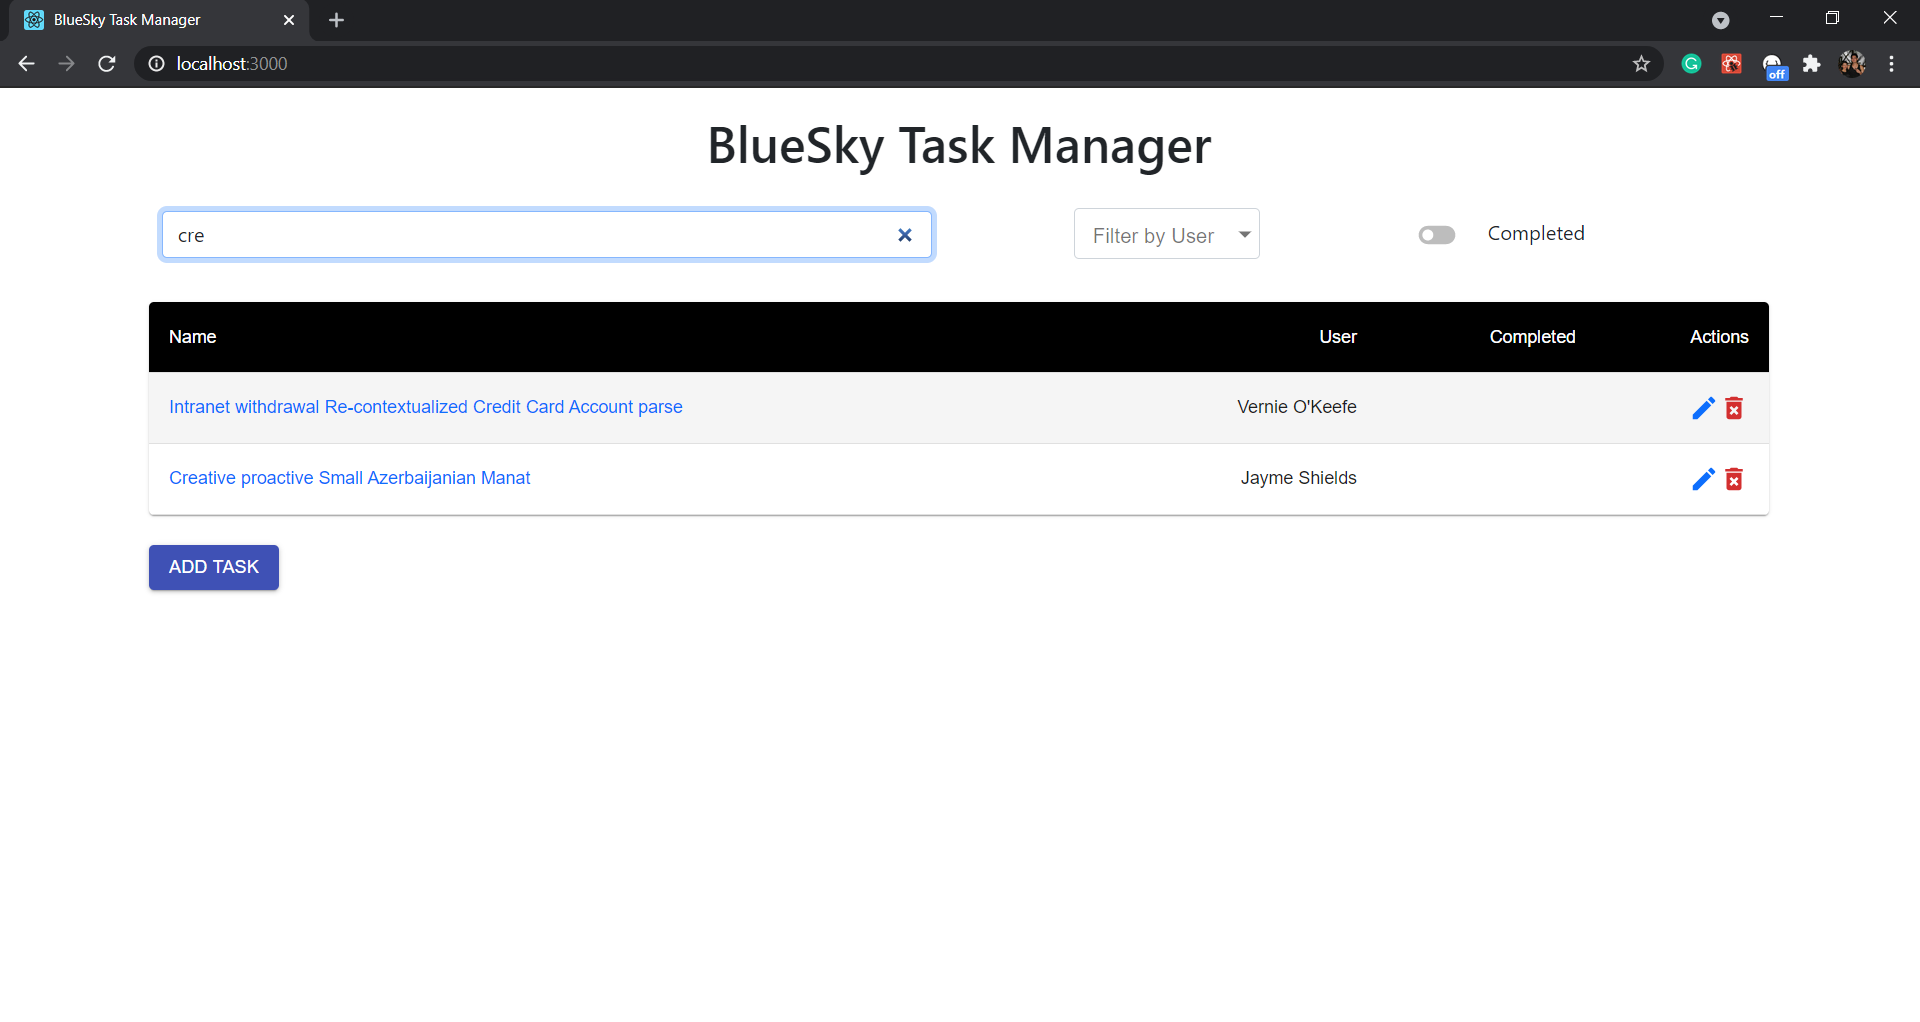 BlueSky Task Manager
localhost:3000
off
BlueSky Task Manager
cre
Filter by User
Completed
Name User Completed Actions
Intranet withdrawal Re-contextualized Credit Card Account parse Vernie O'Keefe
Creative proactive Small Azerbaijanian Manat Jayme Shields
ADD TASK